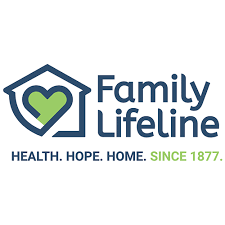 Family
Lifeline
HEALTH. HOPE. HOME. SINCE 1877.